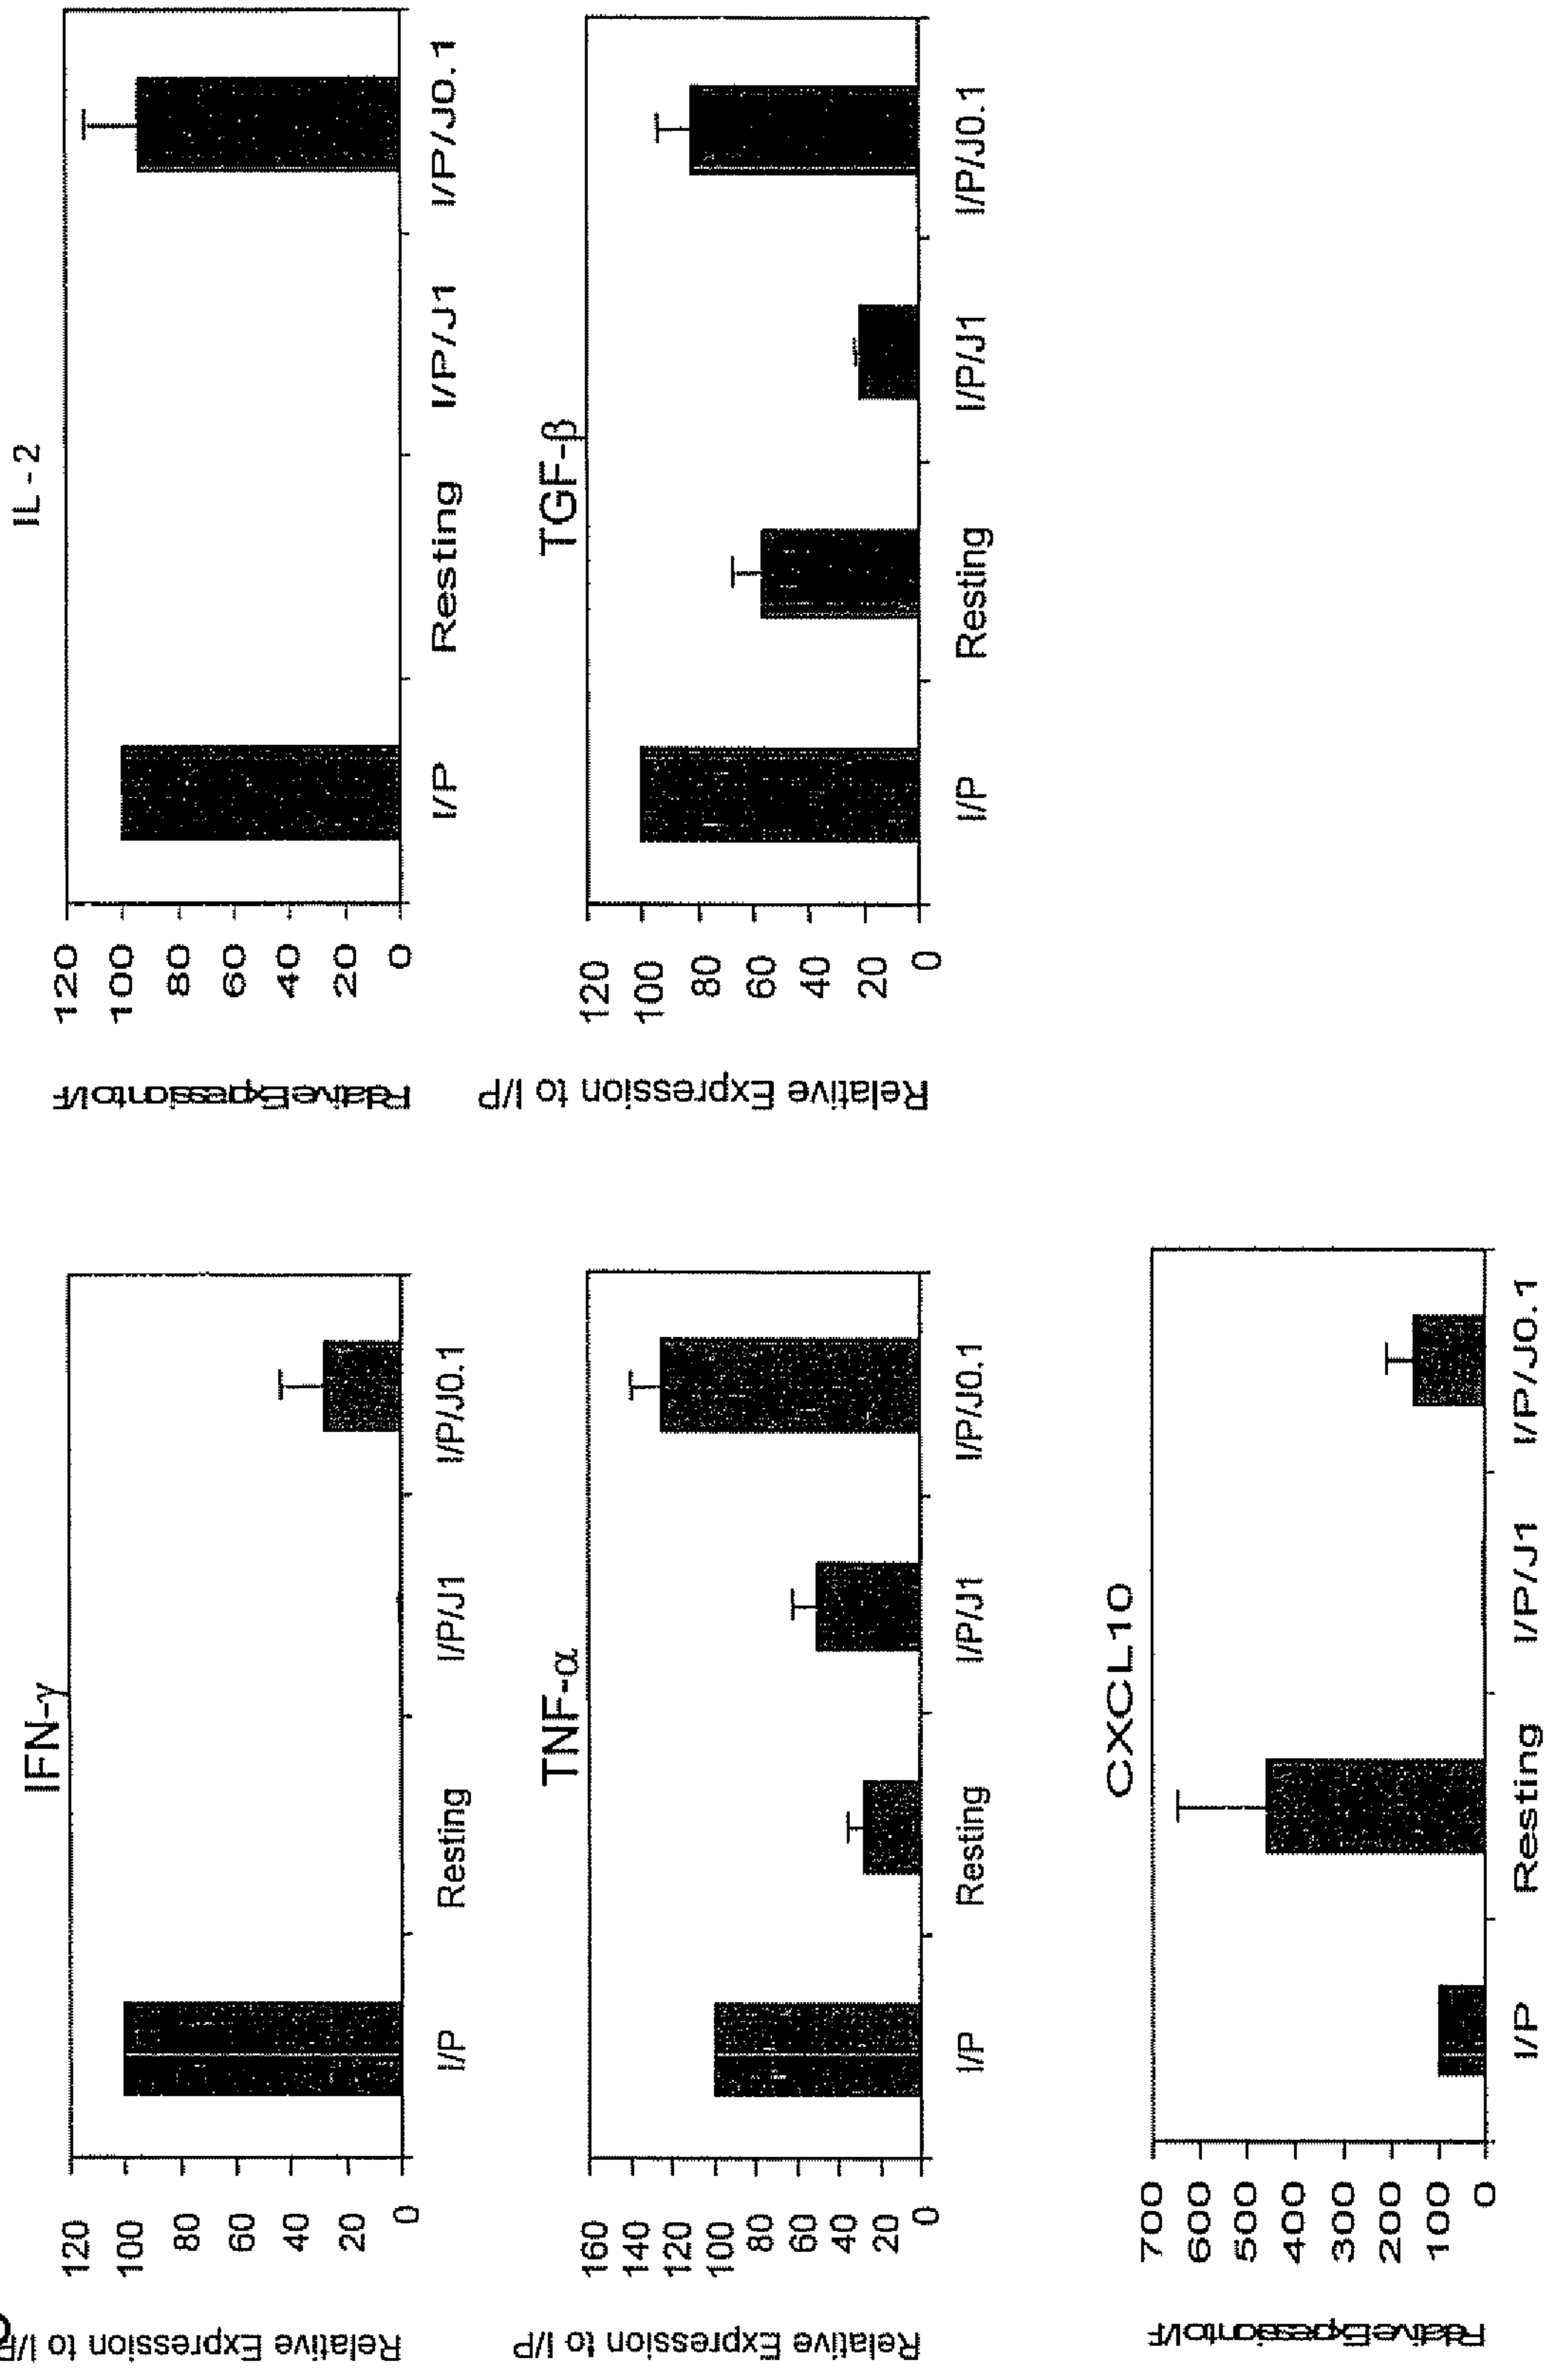 IFN-γ
Relative Expression to I/P
120
100
80
60
40
20
0
I/P Resting I/P/J1 I/P/J0.1
IL-2
120
100
80
60
40
20
0
I/P Resting I/P/J1 I/P/J0.1
TNF-α
Relative Expression to I/P
160
140
120
100
80
60
40
20
0
I/P Resting I/P/J1 I/P/J0.1
TGF-β
Relative Expression to I/P
120
100
80
60
40
20
0
I/P Resting I/P/J1 I/P/J0.1
CXCL10
700
600
500
400
300
200
100
0
I/P Resting I/P/J1 I/P/J0.1